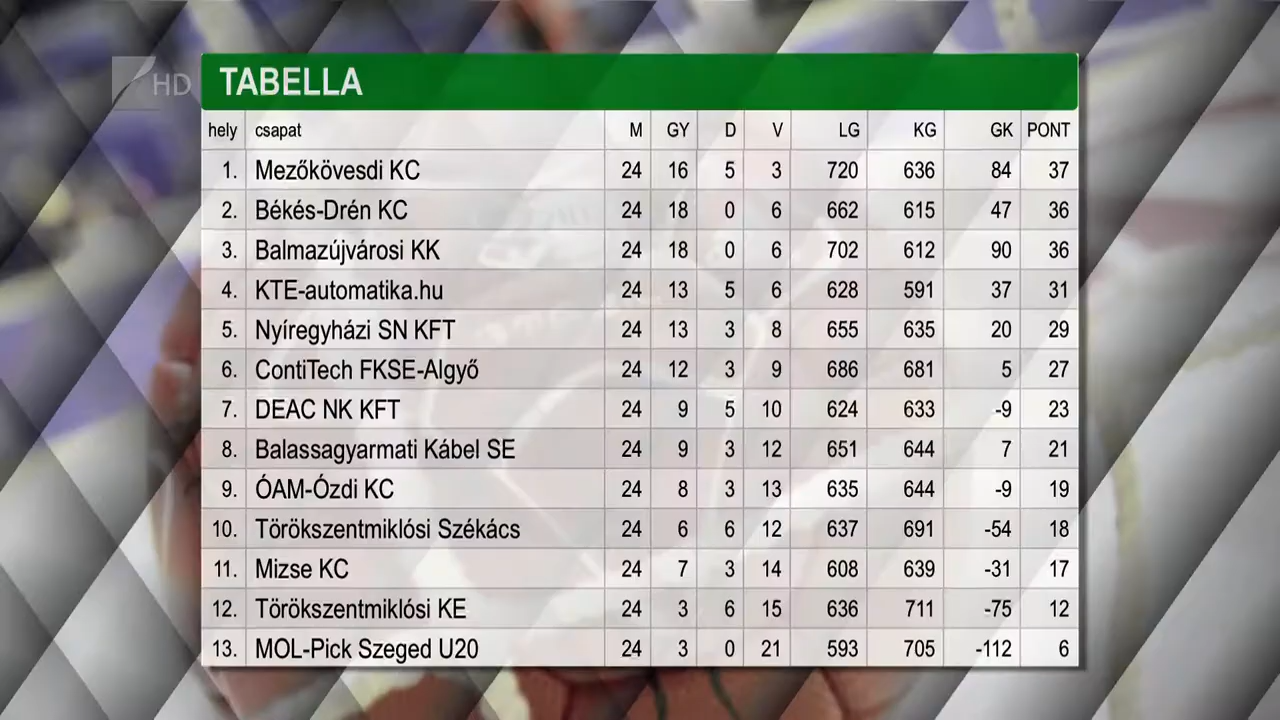 HD
TABELLA
hely csapat M GY D V LG KG GK PONT
1. Mezőkövesdi KC 24 16 5 3 720 636 84 37
2. Békés-Drén KC 24 18 0 6 662 615 47 36
3. Balmazújvárosi KK 24 18 0 6 702 612 90 36
4. KTE-automatika.hu 24 13 5 6 628 591 37 31
5. Nyíregyházi SN KFT 24 13 3 8 655 635 20 29
6. ContiTech FKSE-Algyő 24 12 3 9 686 681 5 27
7. DEAC NK KFT 24 9 5 10 624 633 -9 23
8. Balassagyarmati Kábel SE 24 9 3 12 651 644 7 21
9. ÓAM-Ózdi KC 24 8 3 13 635 644 -9 19
10. Törökszentmiklósi Székács 24 6 6 12 637 691 -54 18
11. Mizse KC 24 7 3 14 608 639 -31 17
12. Törökszentmiklósi KE 24 3 6 15 636 711 -75 12
13. MOL-Pick Szeged U20 24 3 0 21 593 705 -112 6